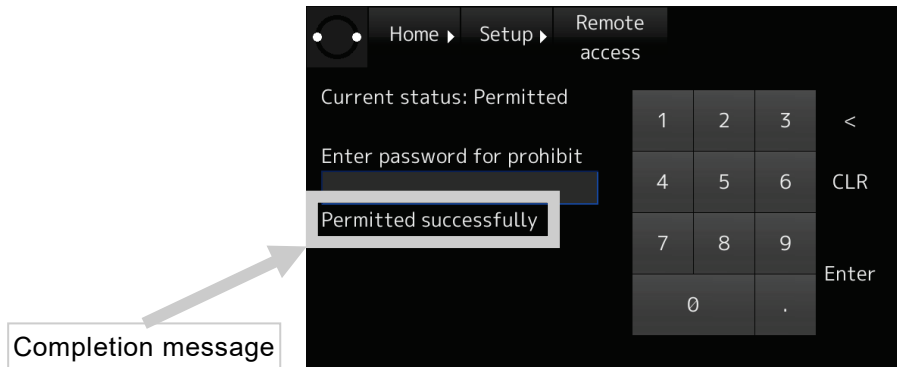 Home Setup Remote
access
Current status: Permitted
Enter password for prohibit
Permitted successfully
1 2 3 <
4 5 6 CLR
7 8 9
Enter
0 .
Completion message